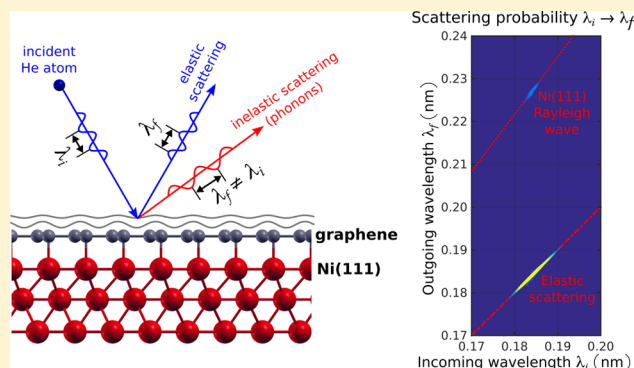 incident
He atom
elastic
scattering
inelastic scattering
(phonons)
λi
λf
λf ≠ λi
graphene
Ni(111)
Scattering probability λi → λf
0.24
0.23
0.22
0.21
0.20
0.19
0.18
0.17
Outgoing wavelength λf (nm)
Ni(111)
Rayleigh
wave
Elastic
scattering
0.17 0.18 0.19 0.20
Incoming wavelength λi (nm)